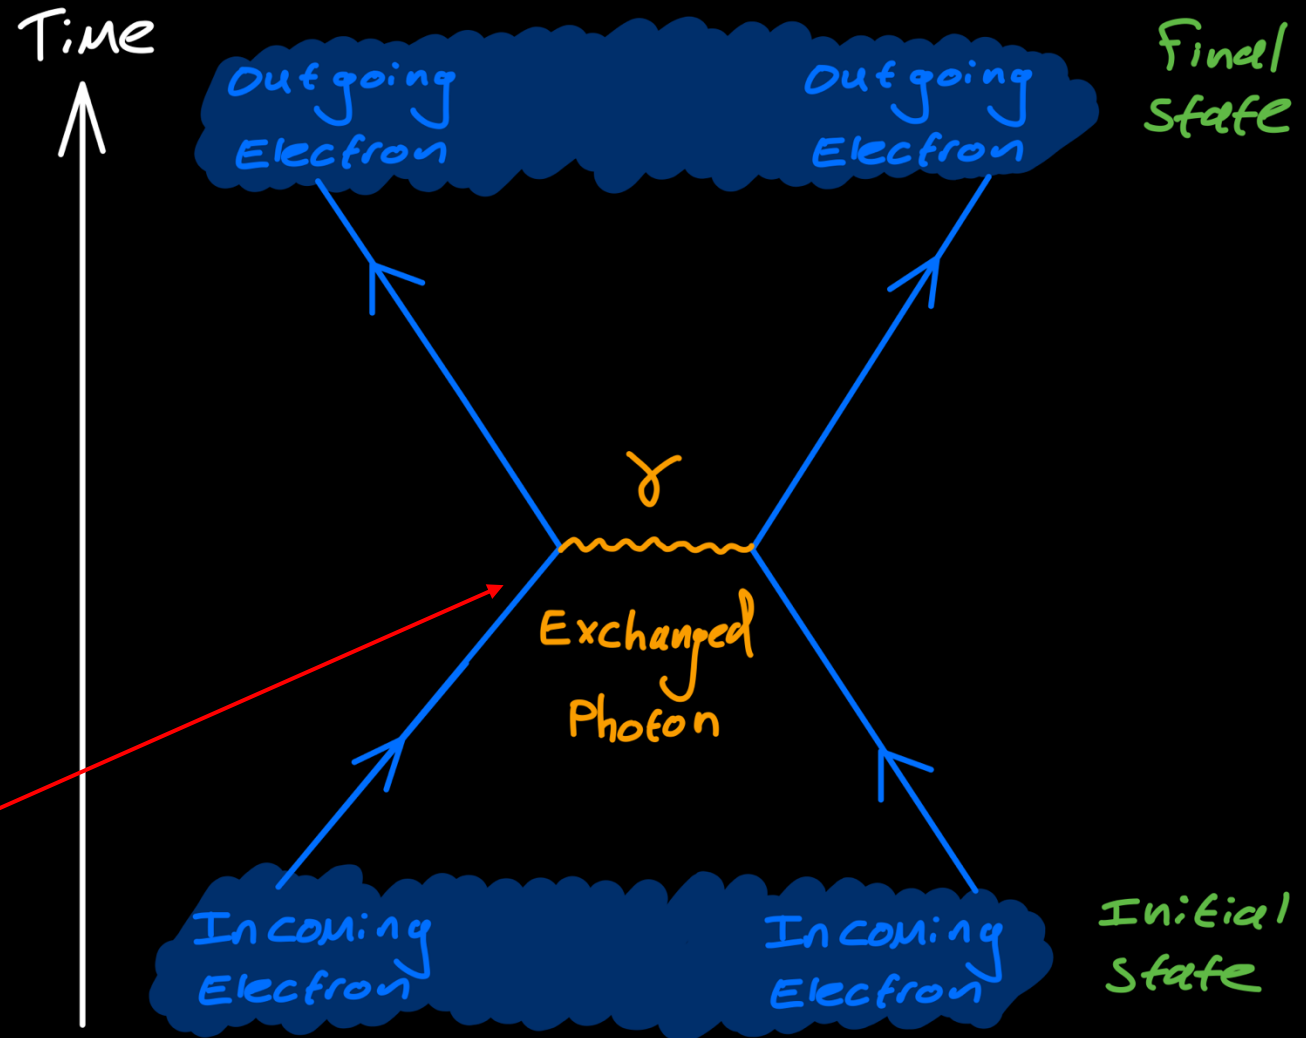 Time
Outgoing
Electron
Outgoing
Electron
Final
State
γ
Exchanged
Photon
Incoming
Electron
Incoming
Electron
Initial
State